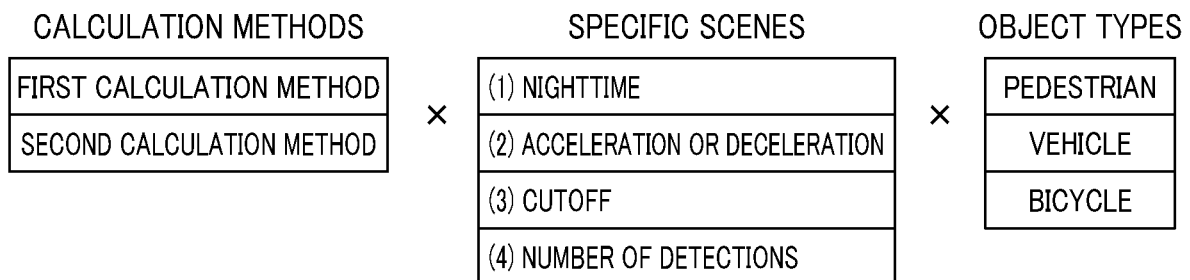 CALCULATION METHODS
FIRST CALCULATION METHOD
SECOND CALCULATION METHOD
×
SPECIFIC SCENES
(1) NIGHTTIME
(2) ACCELERATION OR DECELERATION
(3) CUTOFF
(4) NUMBER OF DETECTIONS
×
OBJECT TYPES
PEDESTRIAN
VEHICLE
BICYCLE